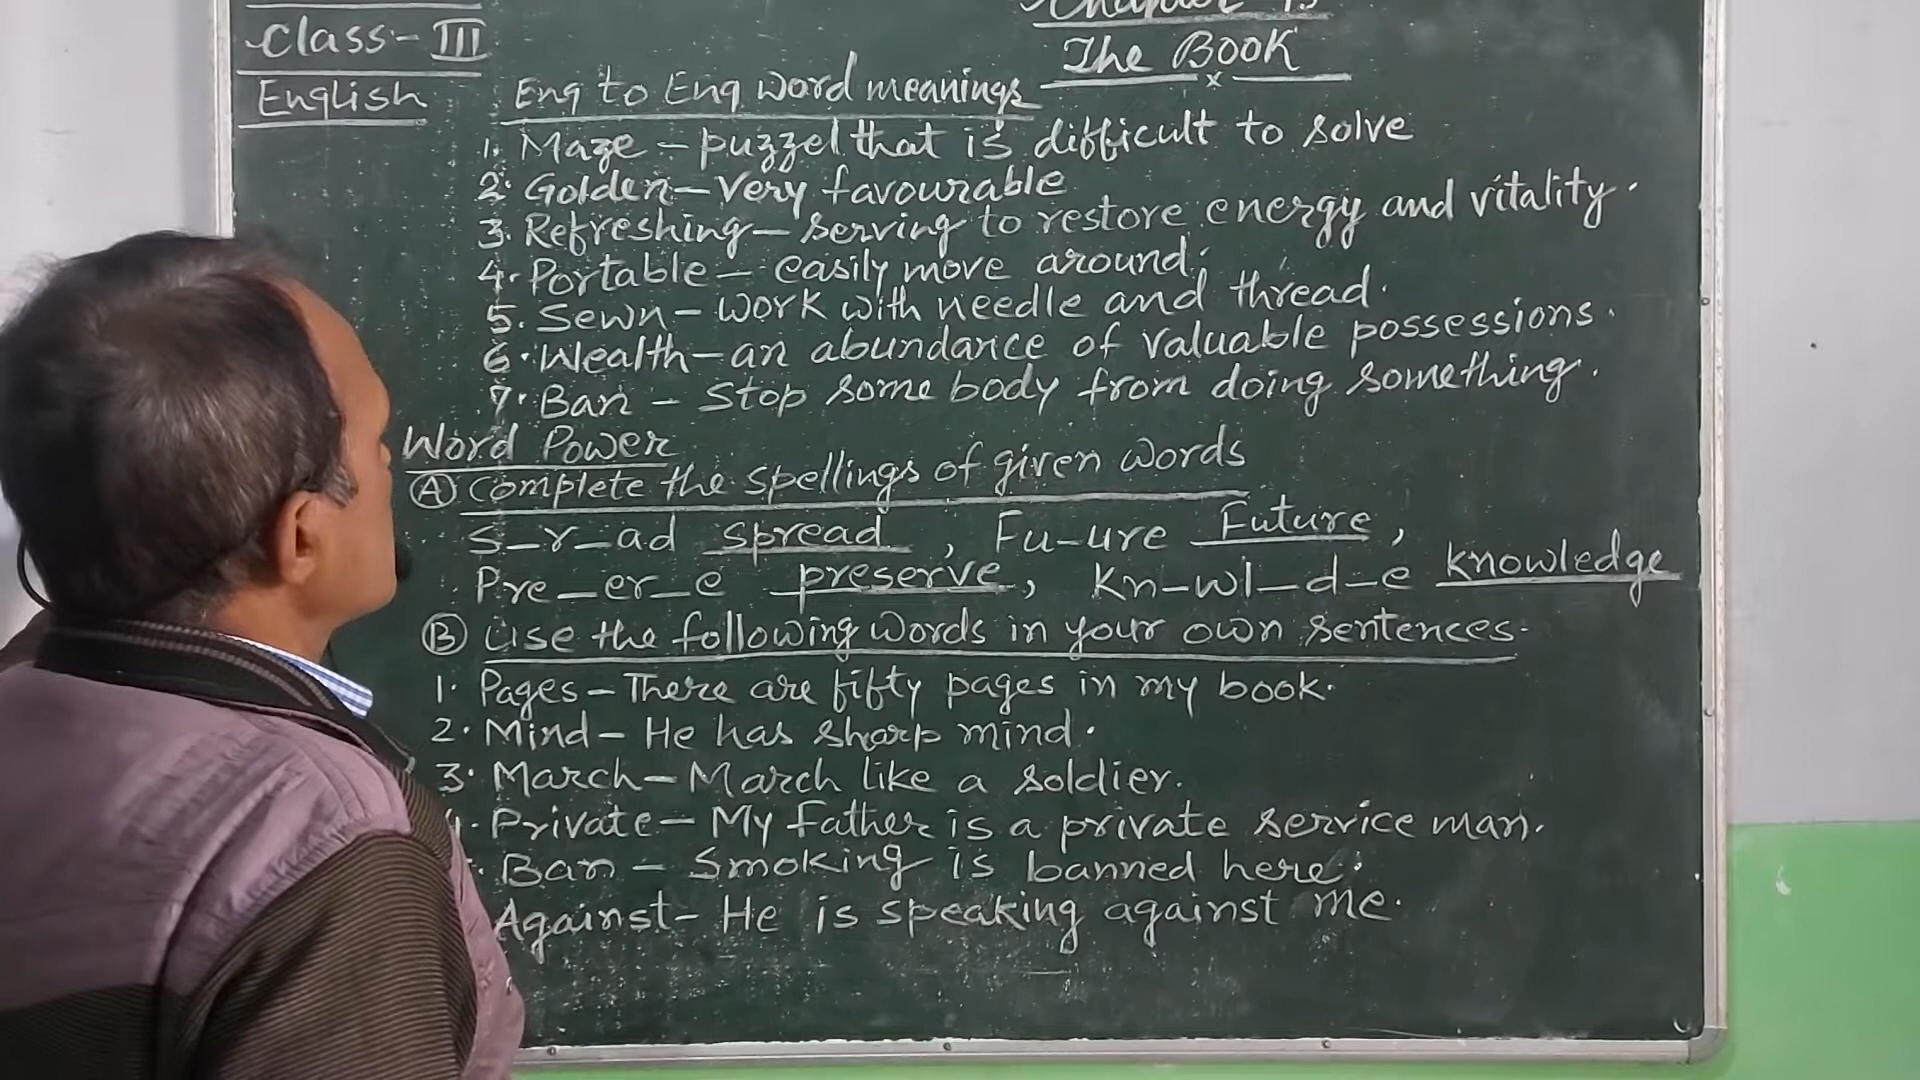 Class - III
Chapter 13
The Book
English
Eng to Eng word meanings
1. Maze - puzzel that is difficult to solve
2. Golden - Very favourable
3. Refreshing - serving to restore energy and vitality.
4. Portable - easily move around.
5. Sewn - work with needle and thread.
6. Wealth - an abundance of valuable possessions.
7. Ban - Stop some body from doing something.
Word Power
(A) Complete the spellings of given words
S_r_ad spread, Fu-ure Future,
Pre_er_e preserve, Kn-wl_d-e knowledge
(B) Use the following words in your own sentences.
1. Pages - There are fifty pages in my book.
2. Mind - He has sharp mind.
3. March - March like a soldier.
4. Private - My Father is a private service man.
. Ban - Smoking is banned here.
Against - He is speaking against me.